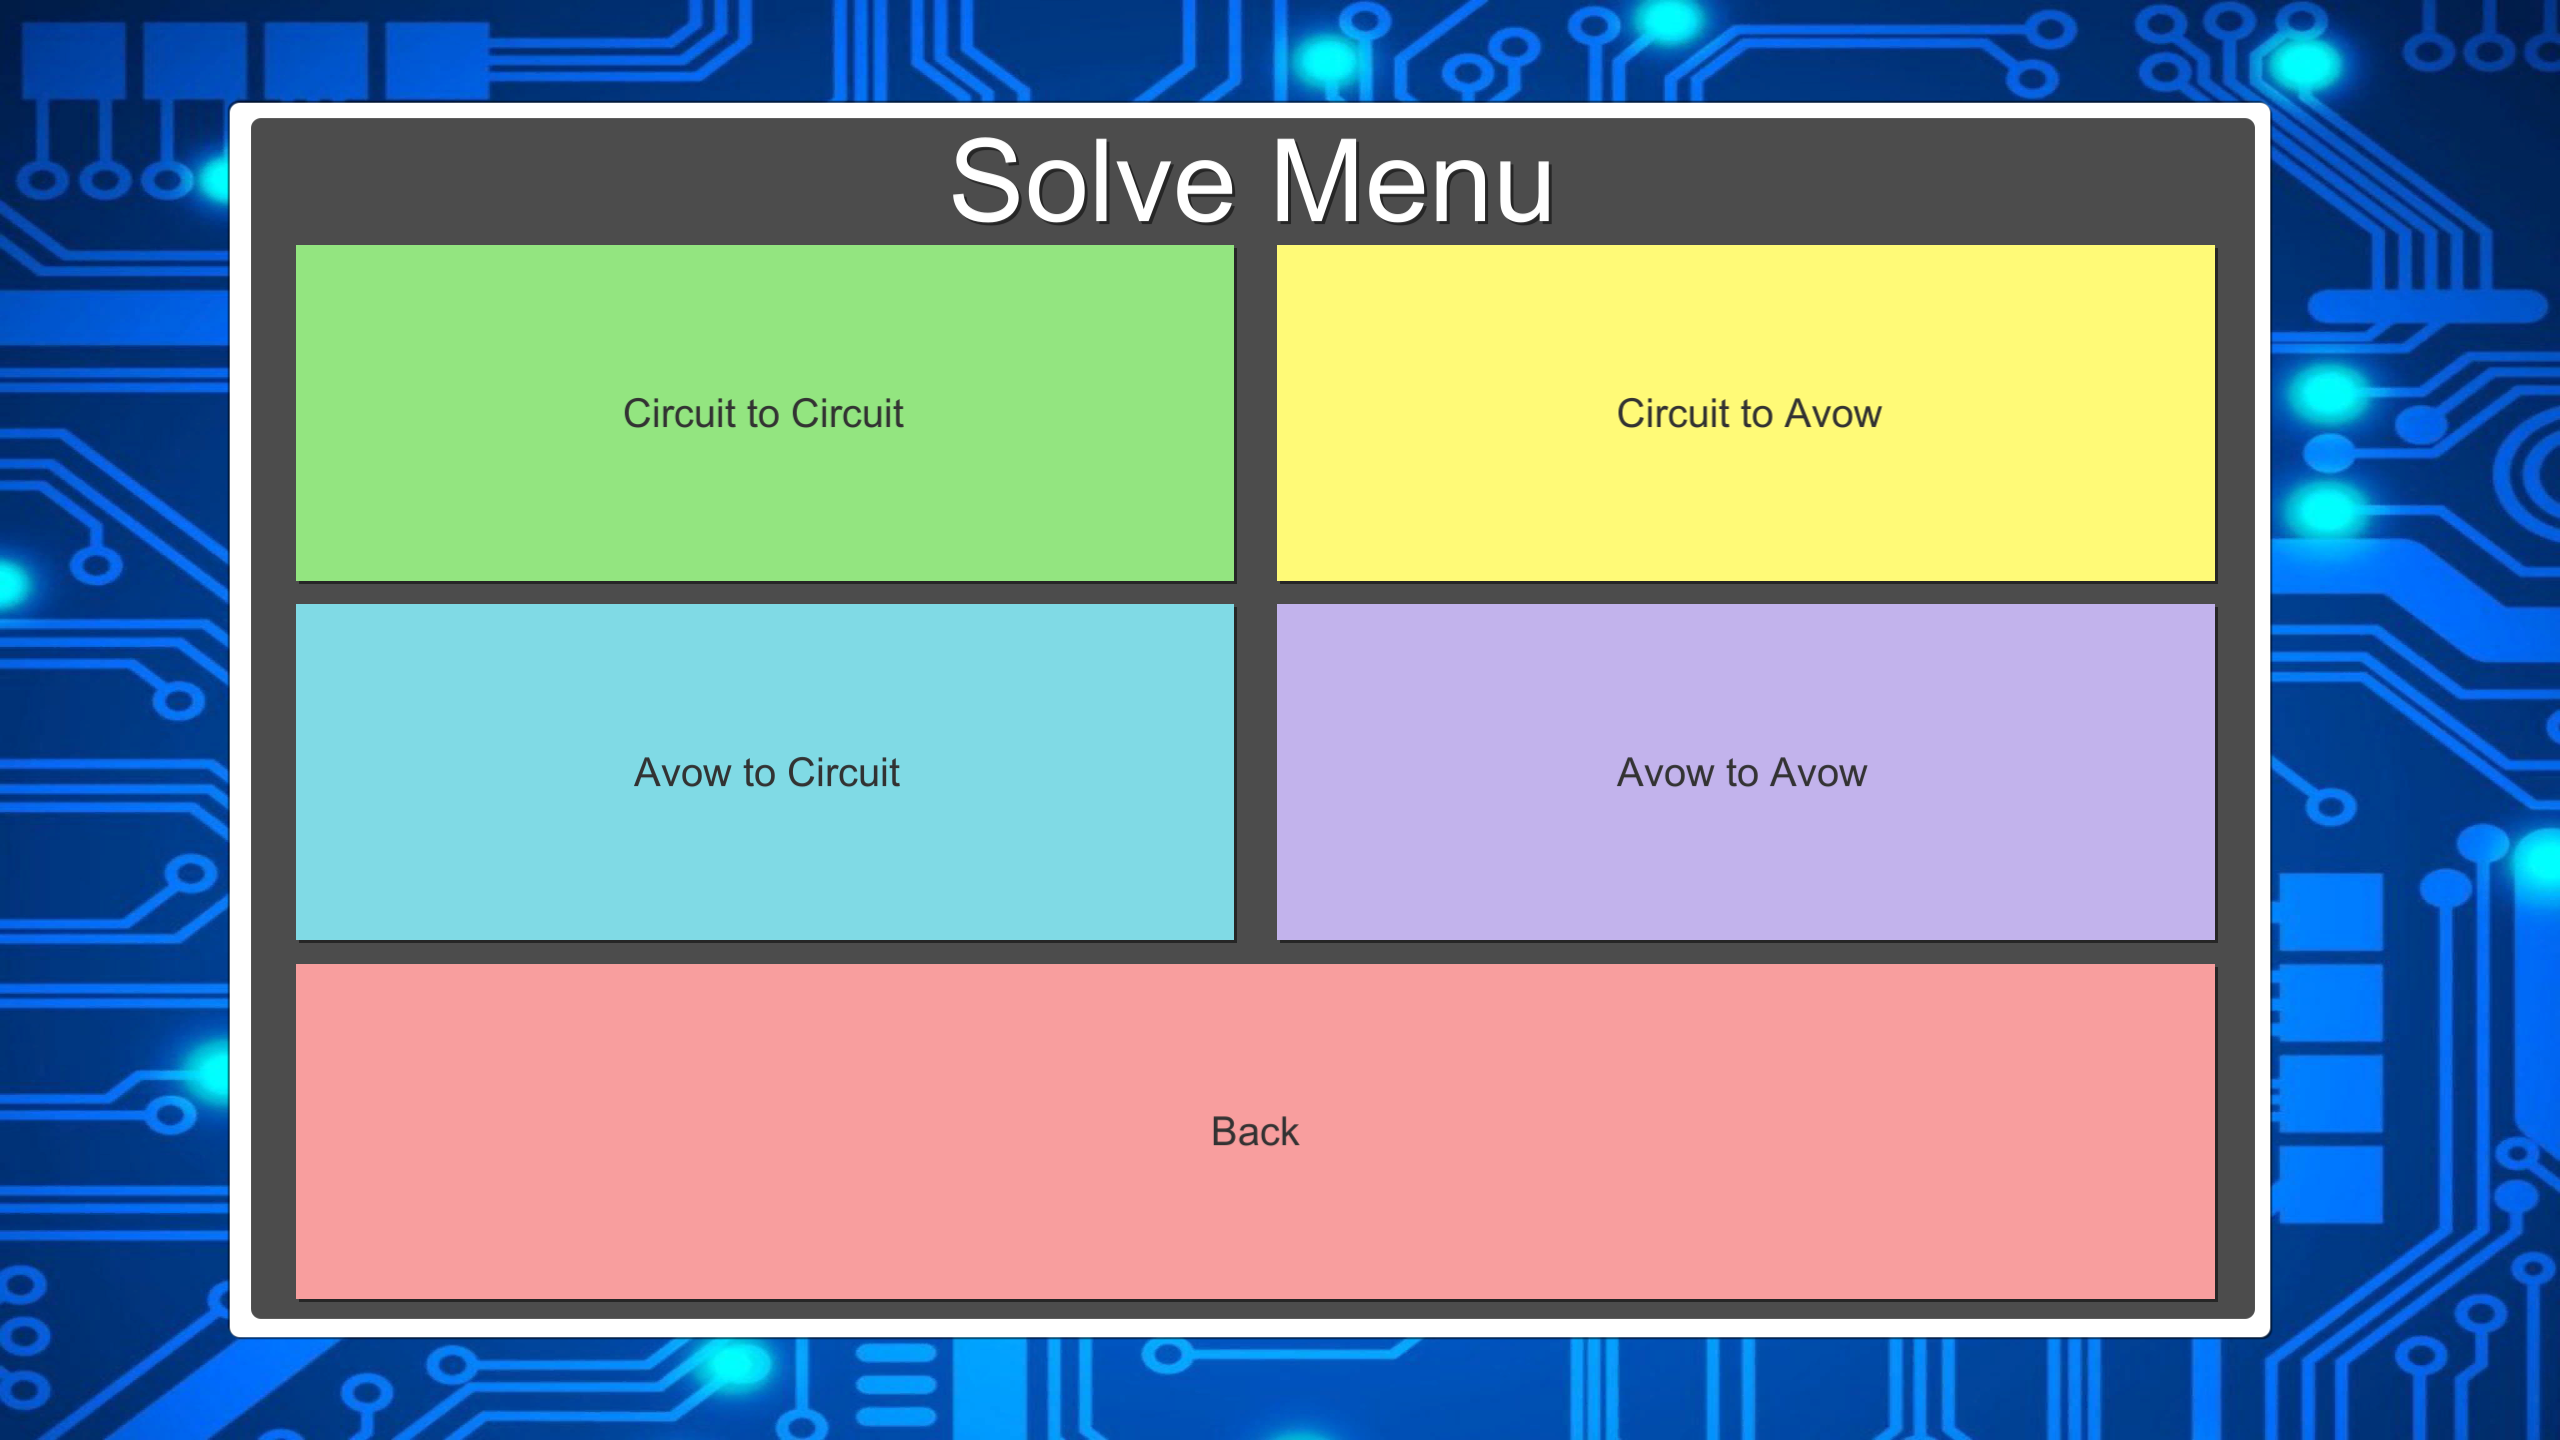 Solve Menu
Circuit to Circuit
Circuit to Avow
Avow to Circuit
Avow to Avow
Back